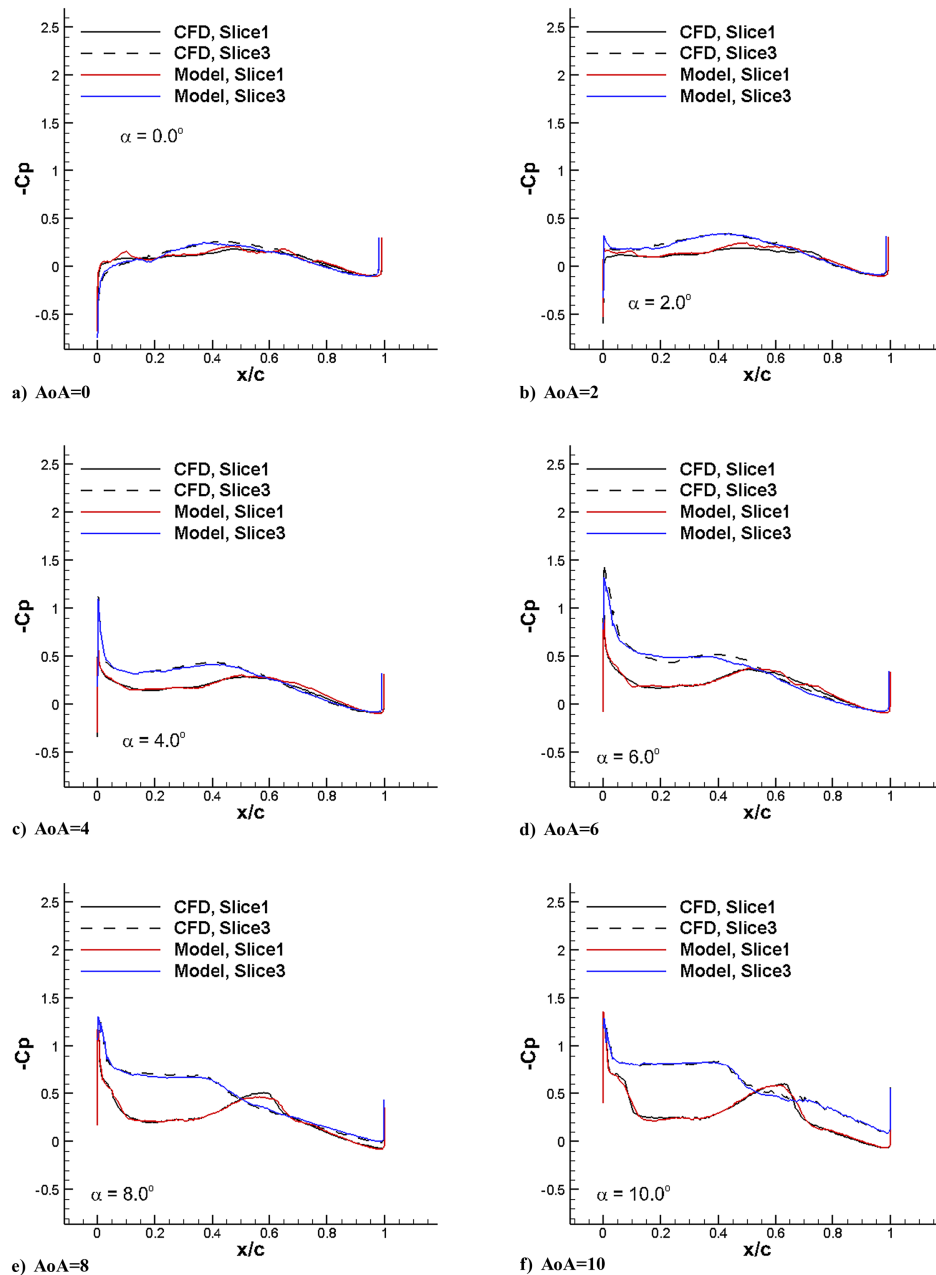 CFD, Slice1
CFD, Slice3
Model, Slice1
Model, Slice3
α = 0.0°
-Cp
2.5
2
1.5
1
0.5
0
-0.5
0 0.2 0.4 0.6 0.8 1
x/c
a) AoA=0
CFD, Slice1
CFD, Slice3
Model, Slice1
Model, Slice3
α = 2.0°
-Cp
2.5
2
1.5
1
0.5
0
-0.5
0 0.2 0.4 0.6 0.8 1
x/c
b) AoA=2
CFD, Slice1
CFD, Slice3
Model, Slice1
Model, Slice3
α = 4.0°
-Cp
2.5
2
1.5
1
0.5
0
-0.5
0 0.2 0.4 0.6 0.8 1
x/c
c) AoA=4
CFD, Slice1
CFD, Slice3
Model, Slice1
Model, Slice3
α = 6.0°
-Cp
2.5
2
1.5
1
0.5
0
-0.5
0 0.2 0.4 0.6 0.8 1
x/c
d) AoA=6
CFD, Slice1
CFD, Slice3
Model, Slice1
Model, Slice3
α = 8.0°
-Cp
2.5
2
1.5
1
0.5
0
-0.5
0 0.2 0.4 0.6 0.8 1
x/c
e) AoA=8
CFD, Slice1
CFD, Slice3
Model, Slice1
Model, Slice3
α = 10.0°
-Cp
2.5
2
1.5
1
0.5
0
-0.5
0 0.2 0.4 0.6 0.8 1
x/c
f) AoA=10